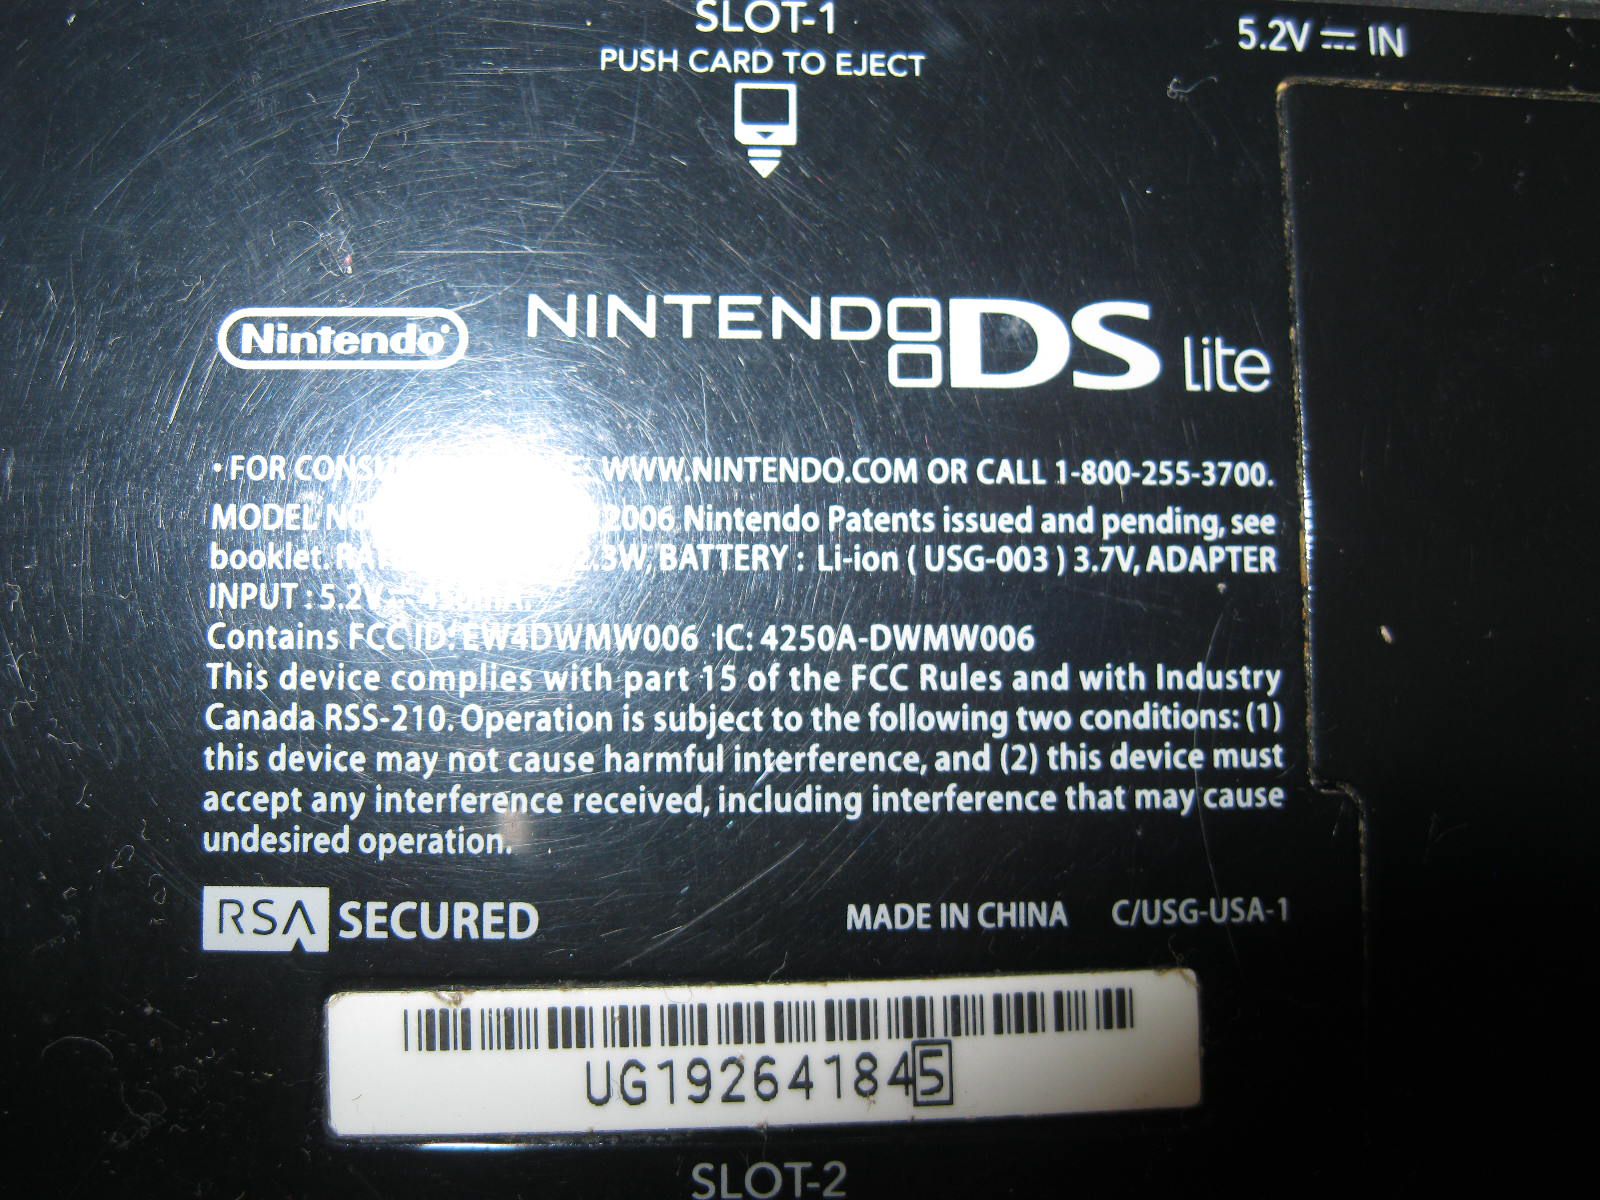 SLOT-1
PUSH CARD TO EJECT
5.2V ⎓ IN
Nintendo®
NINTENDO DS lite
• FOR WWW.NINTENDO.COM OR CALL 1-800-255-3700.
MODEL 2006 Nintendo Patents issued and pending, see
booklet. 2.3W, BATTERY : Li-ion ( USG-003 ) 3.7V, ADAPTER
INPUT : 5.2V ⎓ 450mA.
Contains FCC ID: EW4DWMW006 IC: 4250A-DWMW006
This device complies with part 15 of the FCC Rules and with Industry
Canada RSS-210. Operation is subject to the following two conditions: (1)
this device may not cause harmful interference, and (2) this device must
accept any interference received, including interference that may cause
undesired operation.
RSA SECURED
MADE IN CHINA C/USG-USA-1
UG192641845
SLOT-2